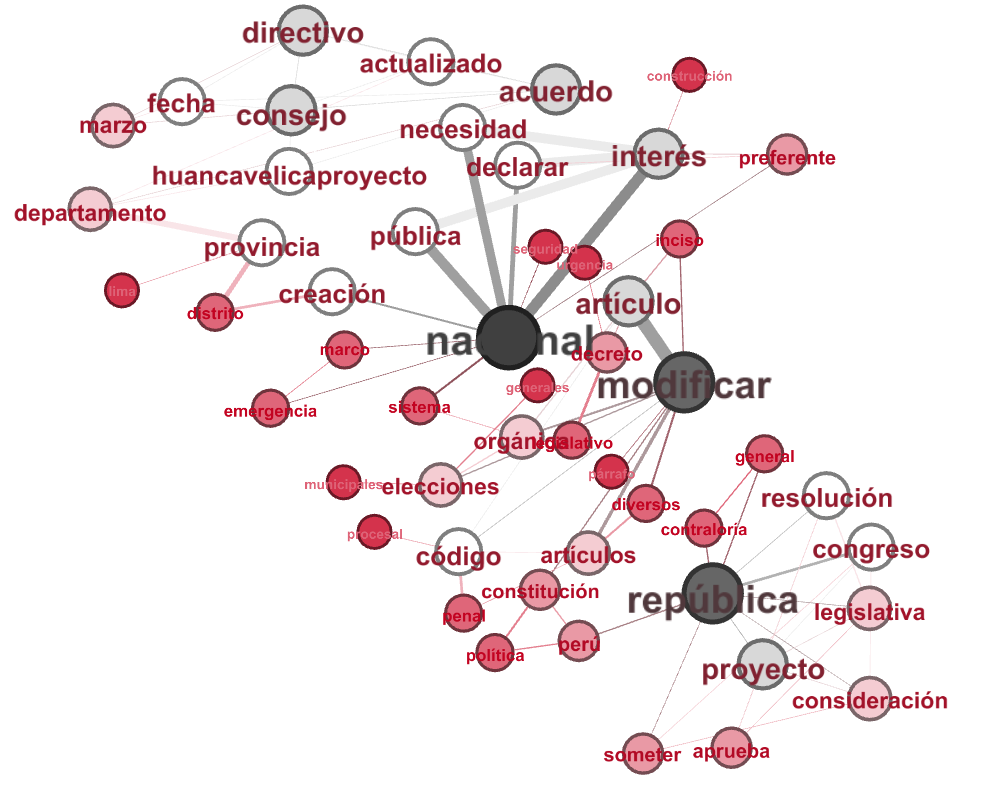 directivo
actualizado
construcción
acuerdo
fecha
consejo
marzo
necesidad
interés
preferente
declarar
huancavelicaproyecto
departamento
pública
inciso
provincia
seguridad
urgencia
lima
creación
artículo
distrito
nacional
marco
decreto
modificar
generales
emergencia
sistema
orgánica
legislativo
general
párrafo
municipales
elecciones
resolución
diversos
contraloría
procesal
código
artículos
congreso
constitución
república
legislativa
penal
perú
política
proyecto
consideración
someter
aprueba